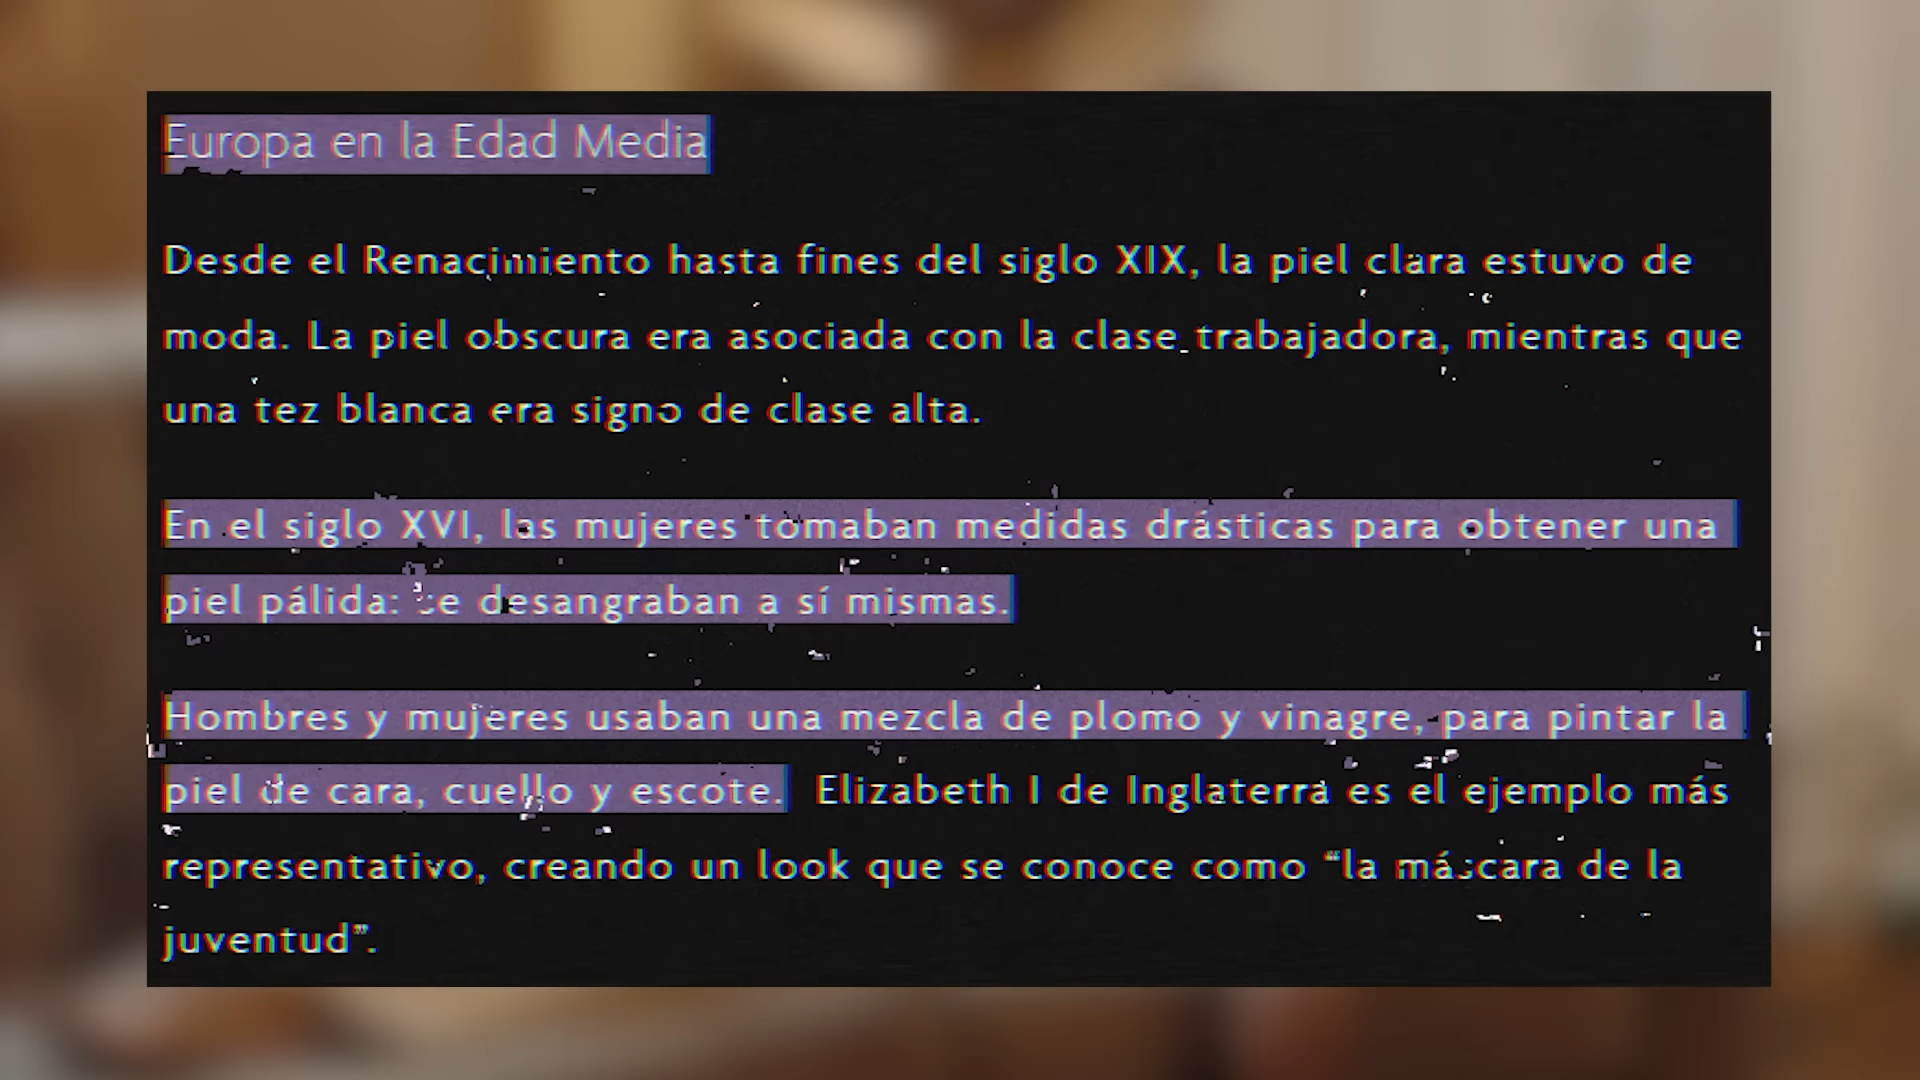 Europa en la Edad Media
Desde el Renacimiento hasta fines del siglo XIX, la piel clara estuvo de
moda. La piel obscura era asociada con la clase trabajadora, mientras que
una tez blanca era signo de clase alta.
En el siglo XVI, las mujeres tomaban medidas drásticas para obtener una
piel pálida: se desangraban a sí mismas.
Hombres y mujeres usaban una mezcla de plomo y vinagre, para pintar la
piel de cara, cuello y escote. Elizabeth I de Inglaterra es el ejemplo más
representativo, creando un look que se conoce como “la máscara de la
juventud”.